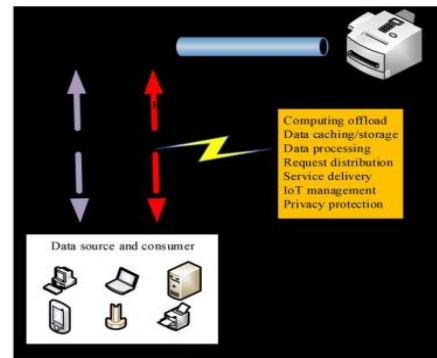 Computing offload
Data caching/storage
Data processing
Request distribution
Service delivery
IoT management
Privacy protection
Data source and consumer